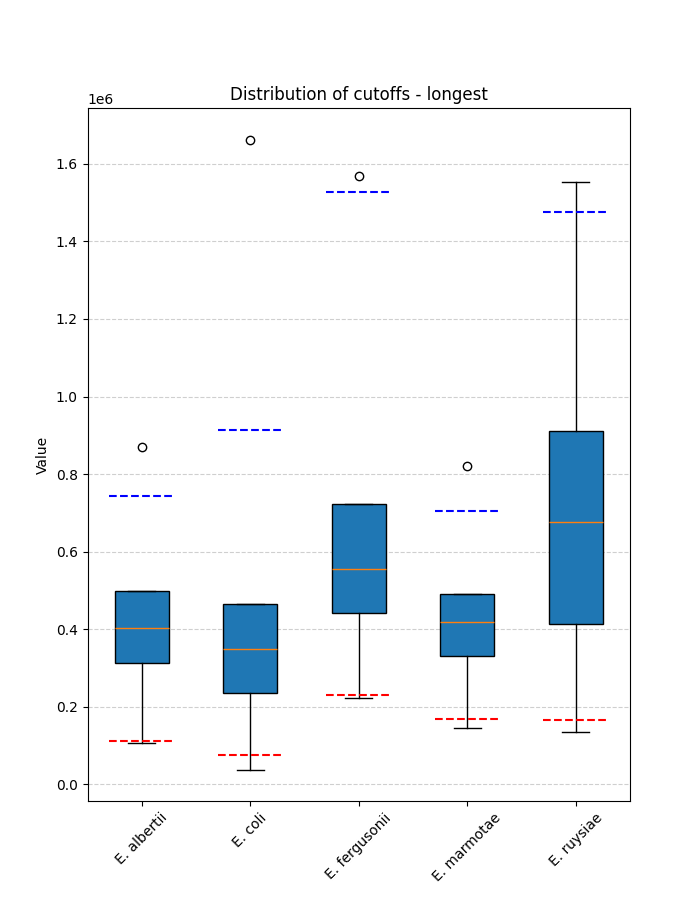 Distribution of cutoffs - longest
1e6
1.6
1.4
1.2
1.0
0.8
0.6
0.4
0.2
0.0
Value
E. albertii
E. coli
E. fergusonii
E. marmotae
E. ruysiae